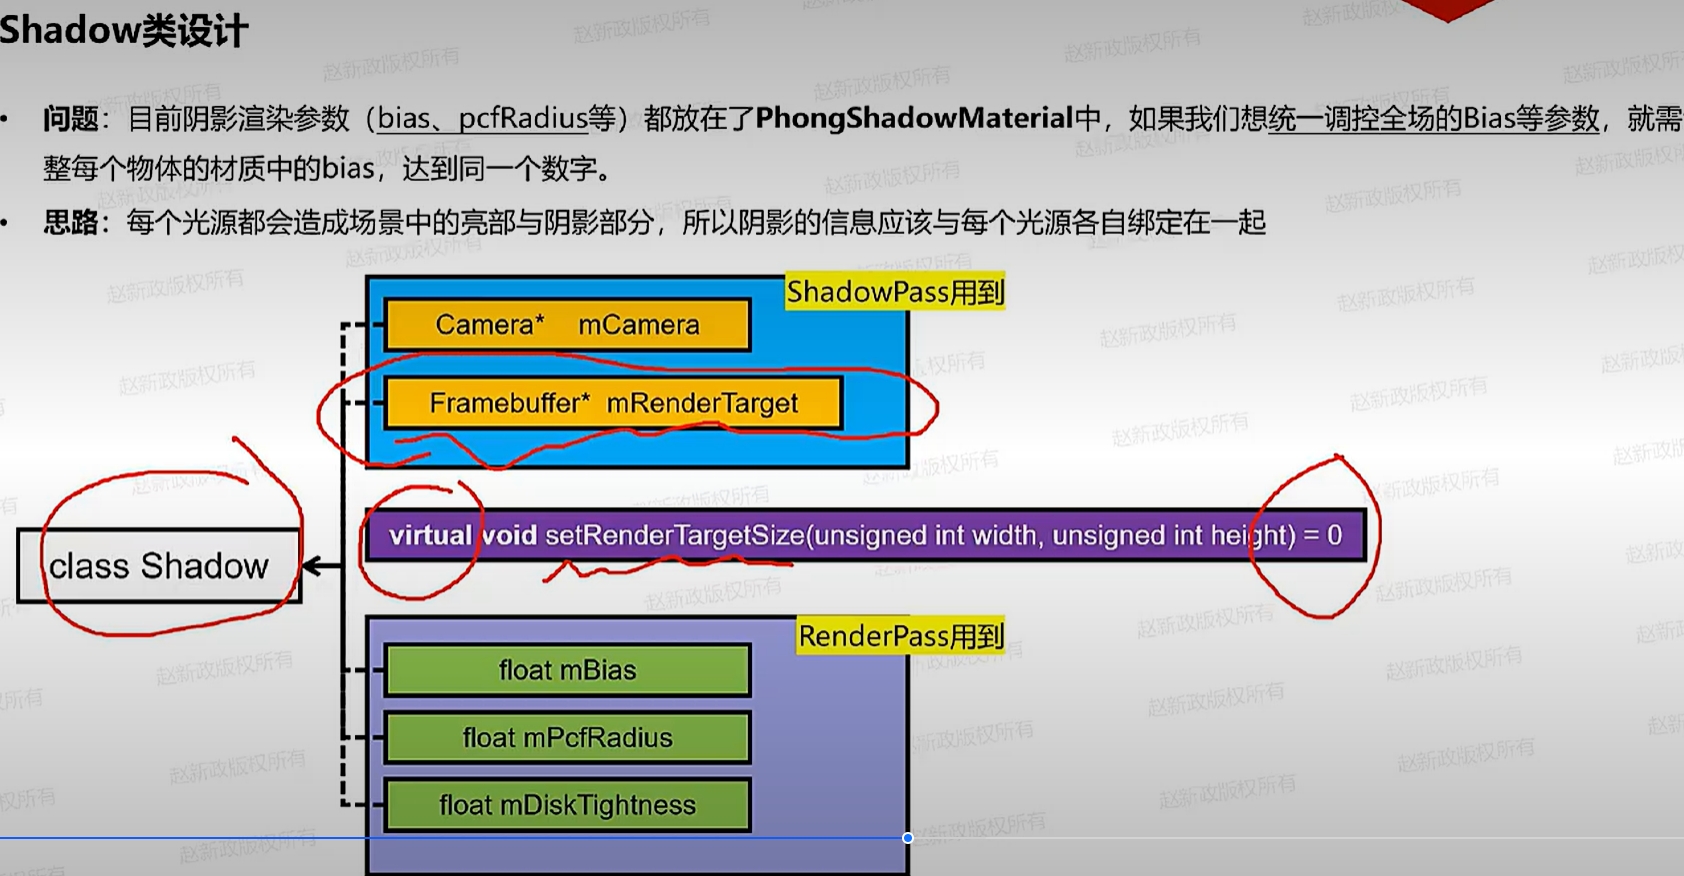 Shadow类设计
• 问题：目前阴影渲染参数（bias、pcfRadius等）都放在了PhongShadowMaterial中，如果我们想统一调控全场的Bias等参数，就需
整每个物体的材质中的bias，达到同一个数字。
• 思路：每个光源都会造成场景中的亮部与阴影部分，所以阴影的信息应该与每个光源各自绑定在一起
ShadowPass用到
Camera* mCamera
Framebuffer* mRenderTarget
virtual void setRenderTargetSize(unsigned int width, unsigned int height) = 0
class Shadow
RenderPass用到
float mBias
float mPcfRadius
float mDiskTightness
赵新政版权所有